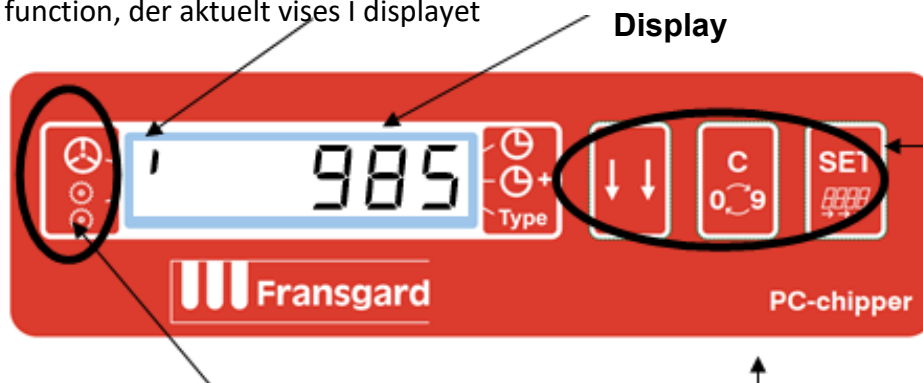 function, der aktuelt vises I displayet
Display
' 985
Type
C
0 9
SET
Fransgard
PC-chipper